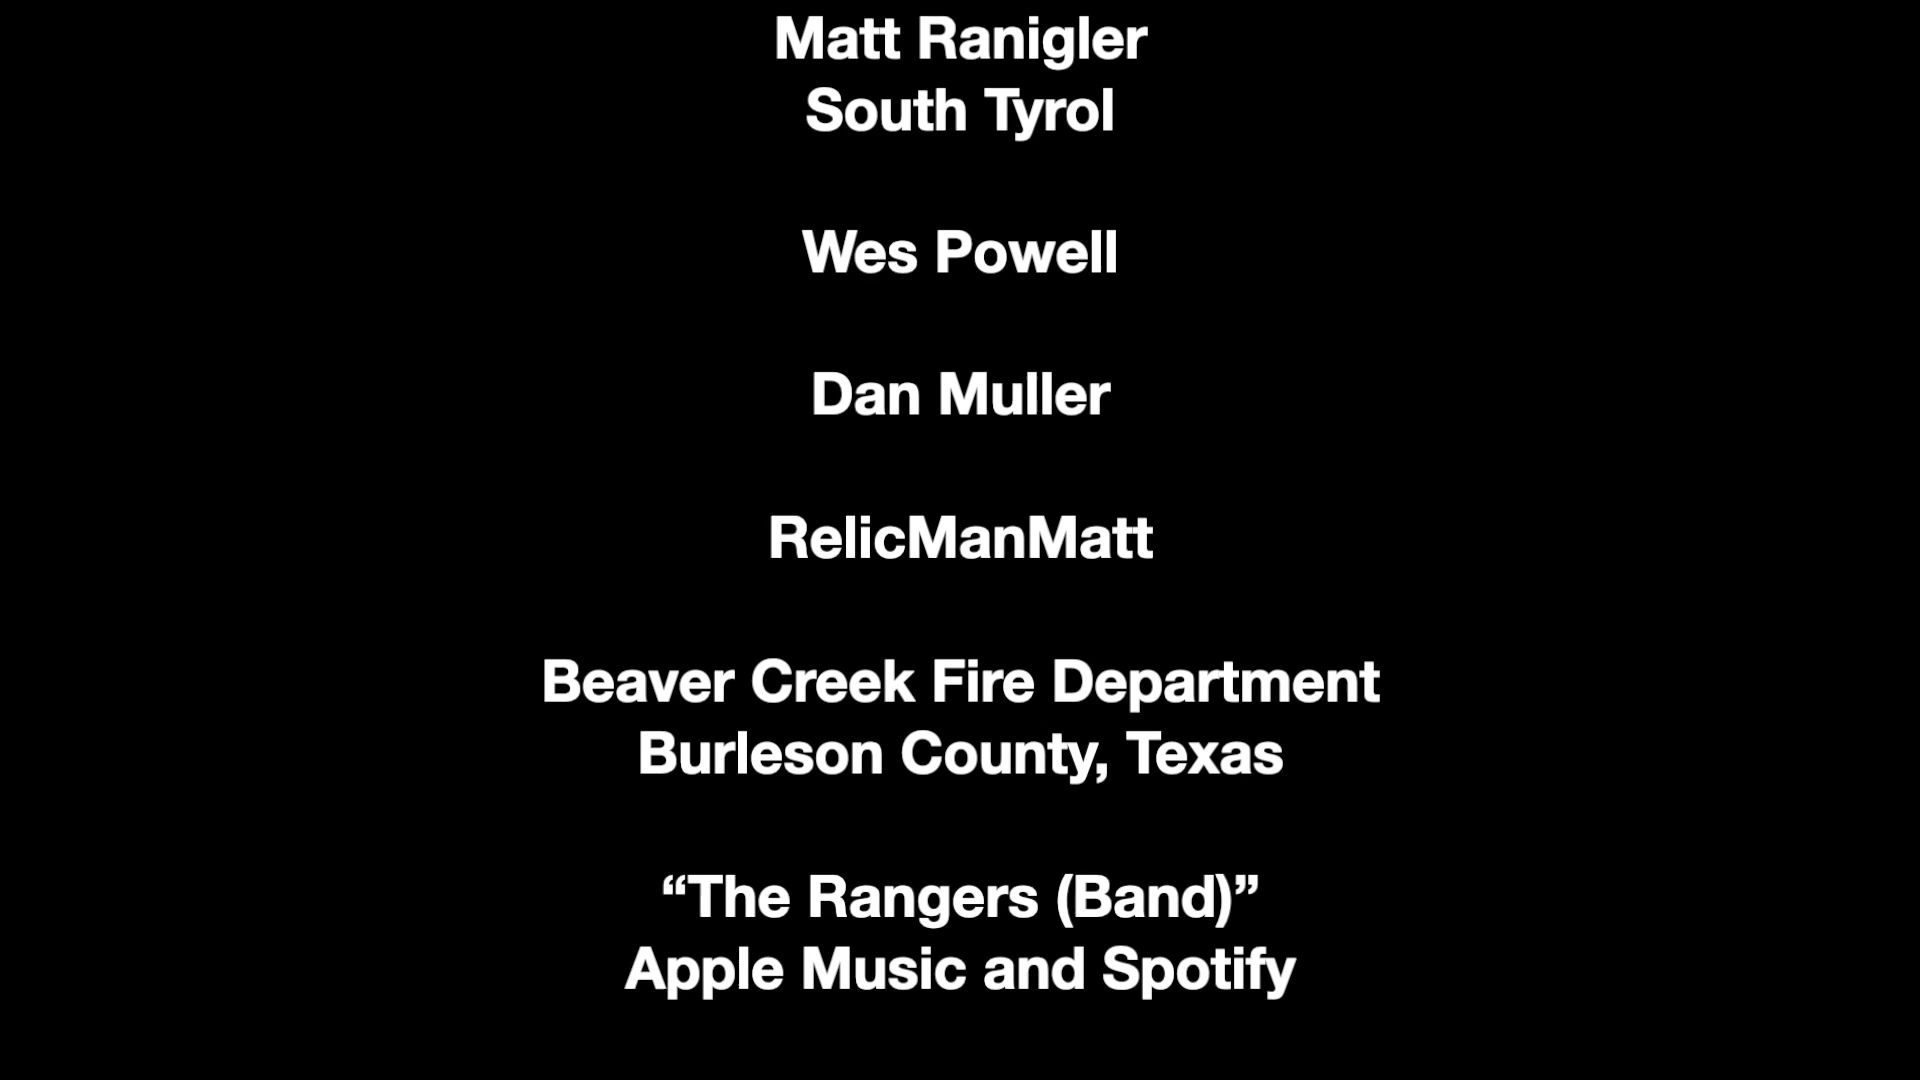 Matt Ranigler
South Tyrol
Wes Powell
Dan Muller
RelicManMatt
Beaver Creek Fire Department
Burleson County, Texas
“The Rangers (Band)”
Apple Music and Spotify